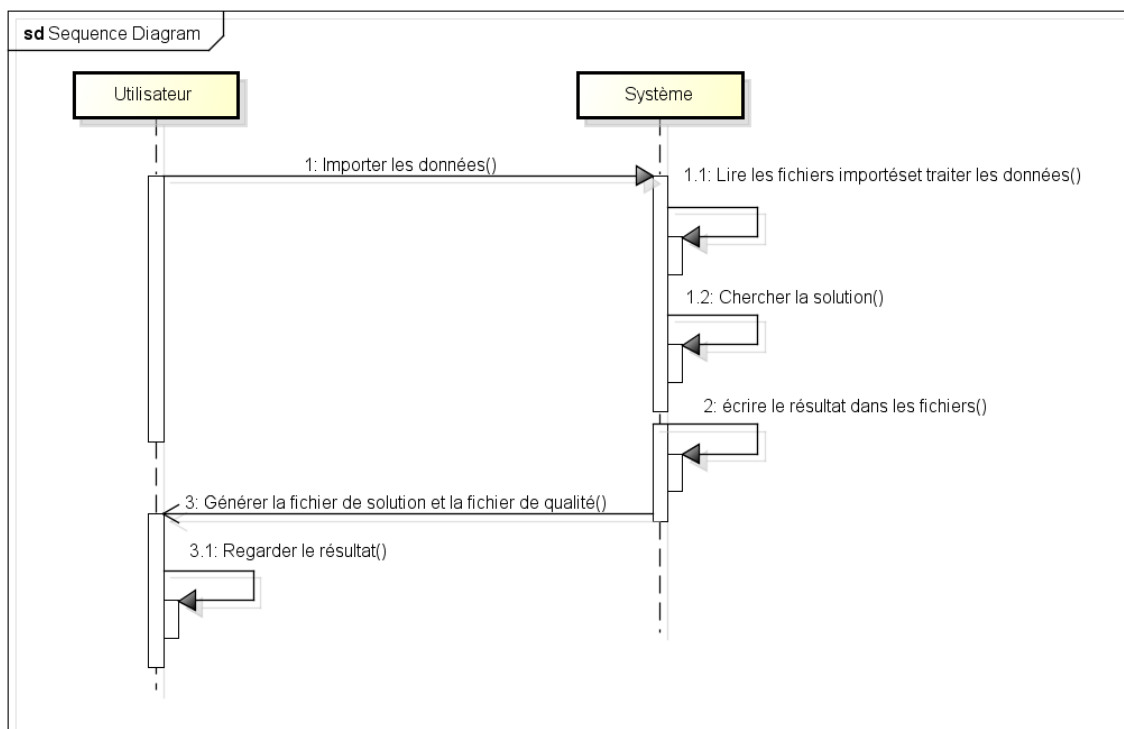 sd Sequence Diagram
Utilisateur
Système
1: Importer les données()
1.1: Lire les fichiers importéset traiter les données()
1.2: Chercher la solution()
2: écrire le résultat dans les fichiers()
3: Générer la fichier de solution et la fichier de qualité()
3.1: Regarder le résultat()